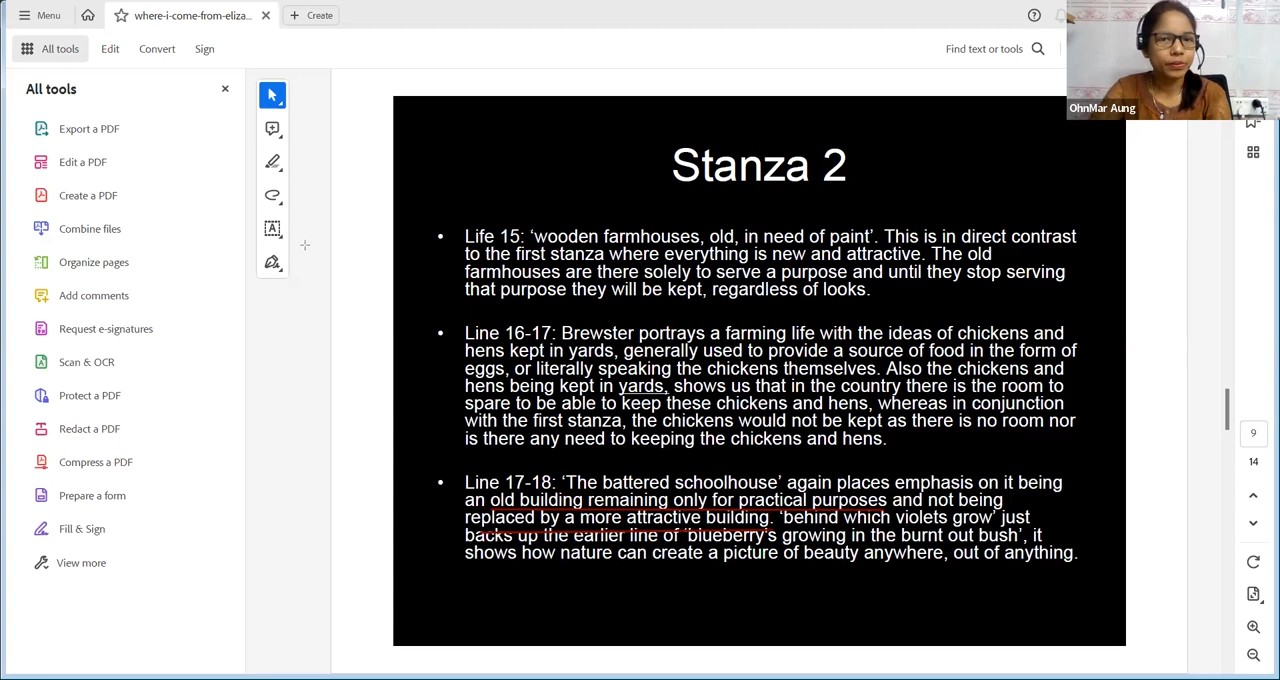 Menu
where-i-come-from-eliza...
Create
All tools
Edit
Convert
Sign
Find text or tools
OhnMar Aung
All tools
Export a PDF
Edit a PDF
Create a PDF
Combine files
Organize pages
Add comments
Request e-signatures
Scan & OCR
Protect a PDF
Redact a PDF
Compress a PDF
Prepare a form
Fill & Sign
View more
Stanza 2
• Life 15: ‘wooden farmhouses, old, in need of paint’. This is in direct contrast
to the first stanza where everything is new and attractive. The old
farmhouses are there solely to serve a purpose and until they stop serving
that purpose they will be kept, regardless of looks.
• Line 16-17: Brewster portrays a farming life with the ideas of chickens and
hens kept in yards, generally used to provide a source of food in the form of
eggs, or literally speaking the chickens themselves. Also the chickens and
hens being kept in yards, shows us that in the country there is the room to
spare to be able to keep these chickens and hens, whereas in conjunction
with the first stanza, the chickens would not be kept as there is no room nor
is there any need to keeping the chickens and hens.
• Line 17-18: ‘The battered schoolhouse’ again places emphasis on it being
an old building remaining only for practical purposes and not being
replaced by a more attractive building. ‘behind which violets grow’ just
backs up the earlier line of ‘blueberry’s growing in the burnt out bush’, it
shows how nature can create a picture of beauty anywhere, out of anything.
9
14